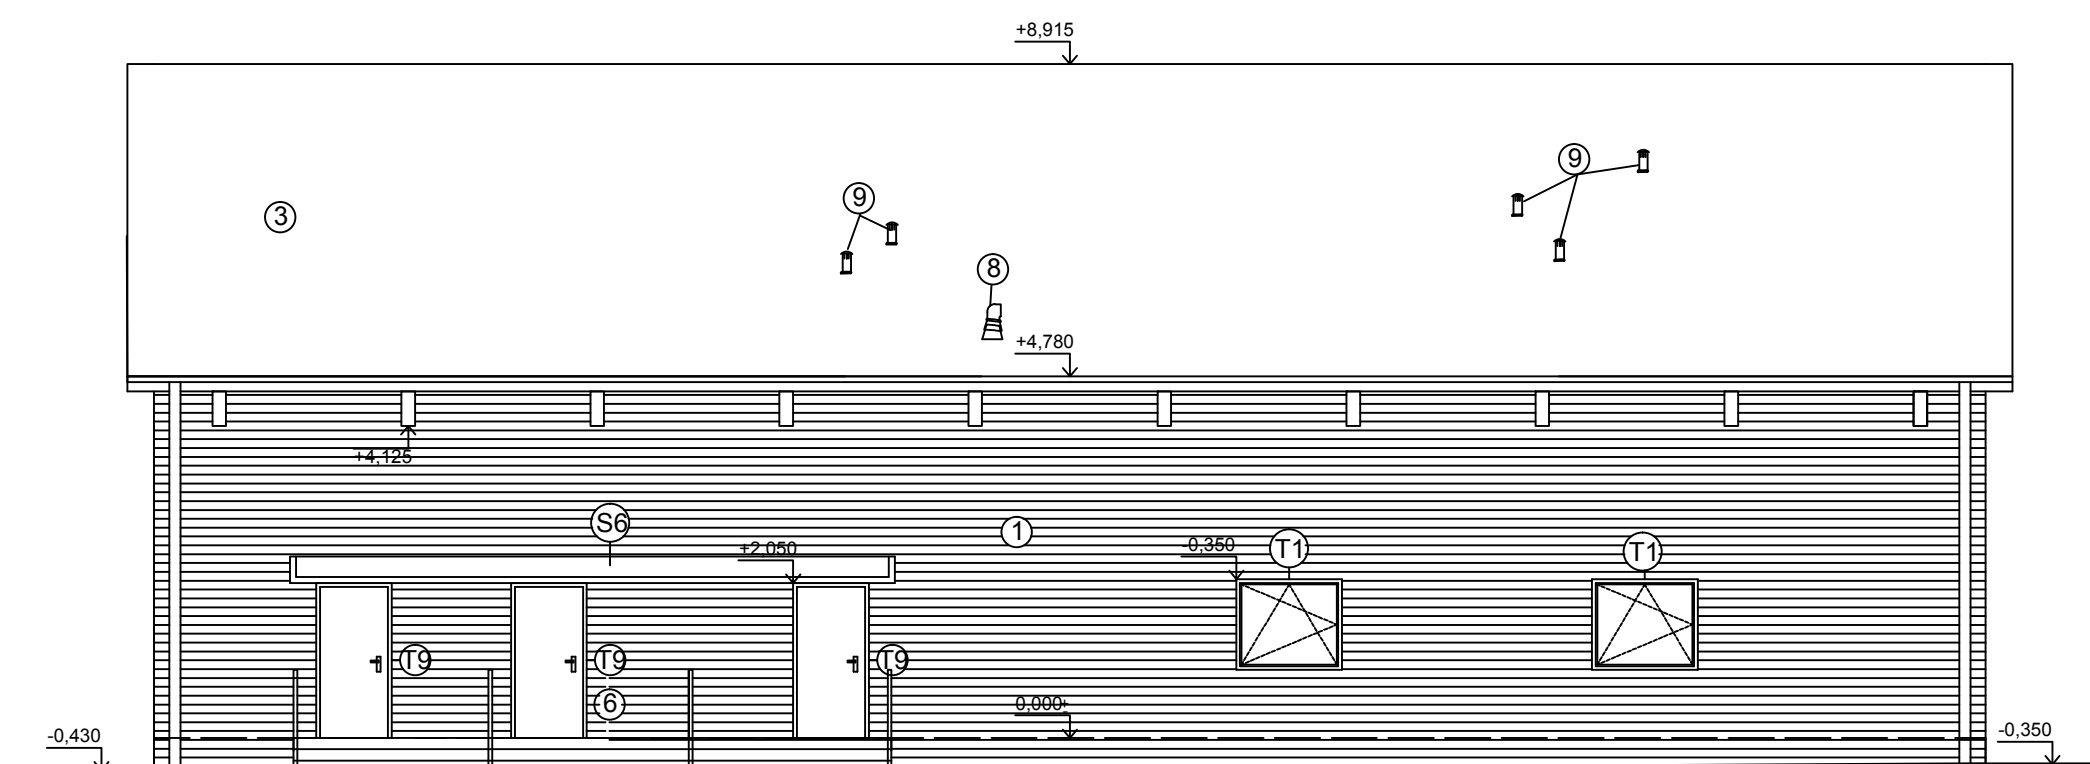 +8,915
9
9
3
8
+4,780
+4,125
S6
1
+2,050
-0,350
T1
T1
T9
T9
T9
6
0,000±
-0,430
-0,350